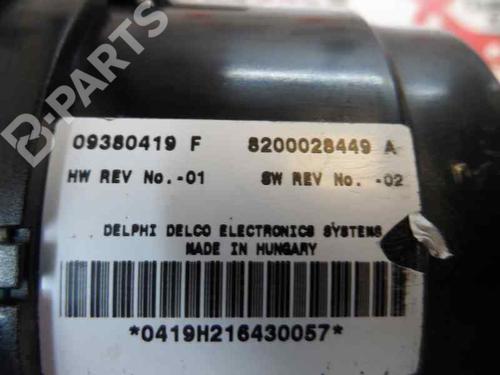 B-PARTS
09380419 F 8200028449 A
HW REV No.-01 SW REV No. -02
DELPHI DELCO ELECTRONICS SYSTEMS
MADE IN HUNGARY
*0419H216430057*